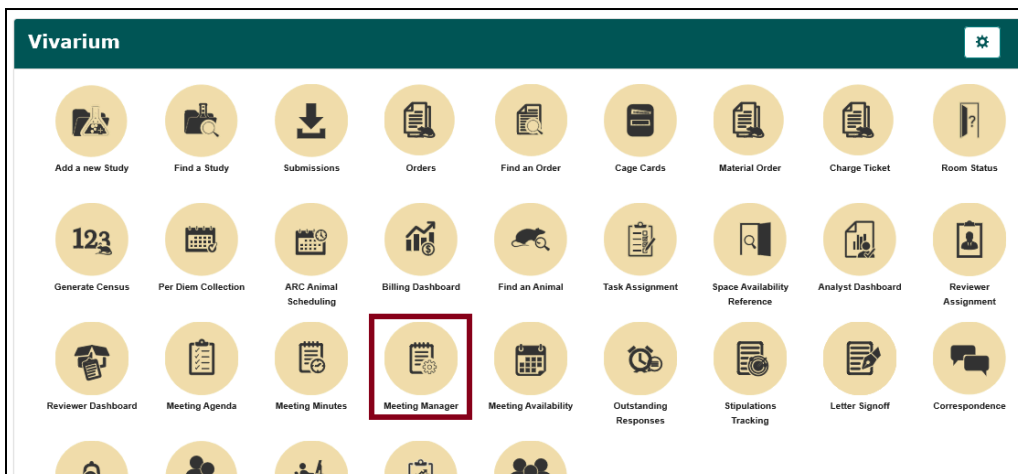 Vivarium
Add a new Study
Find a Study
Submissions
Orders
Find an Order
Cage Cards
Material Order
Charge Ticket
?
Room Status
123
Generate Census
Per Diem Collection
ARC Animal
Scheduling
$
Billing Dashboard
Find an Animal
Task Assignment
Space Availability
Reference
Analyst Dashboard
Reviewer
Assignment
Reviewer Dashboard
Meeting Agenda
Meeting Minutes
Meeting Manager
Meeting Availability
Outstanding
Responses
Stipulations
Tracking
Letter Signoff
Correspondence